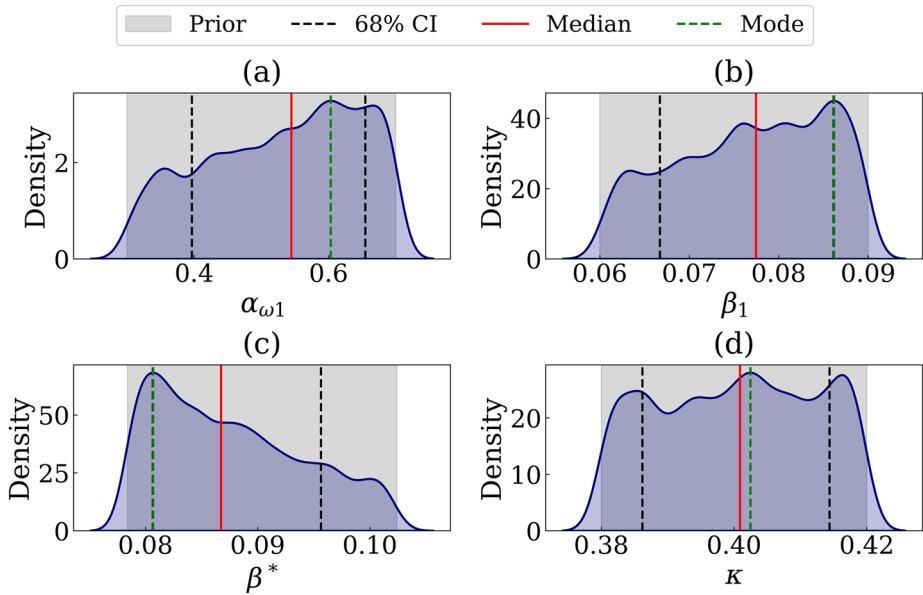 Prior 68% CI Median Mode
(a)
Density
2
0
0.4 0.6
α_ω1
(b)
Density
40
20
0
0.06 0.07 0.08 0.09
β_1
(c)
Density
50
25
0
0.08 0.09 0.10
β*
(d)
Density
20
10
0
0.38 0.40 0.42
κ